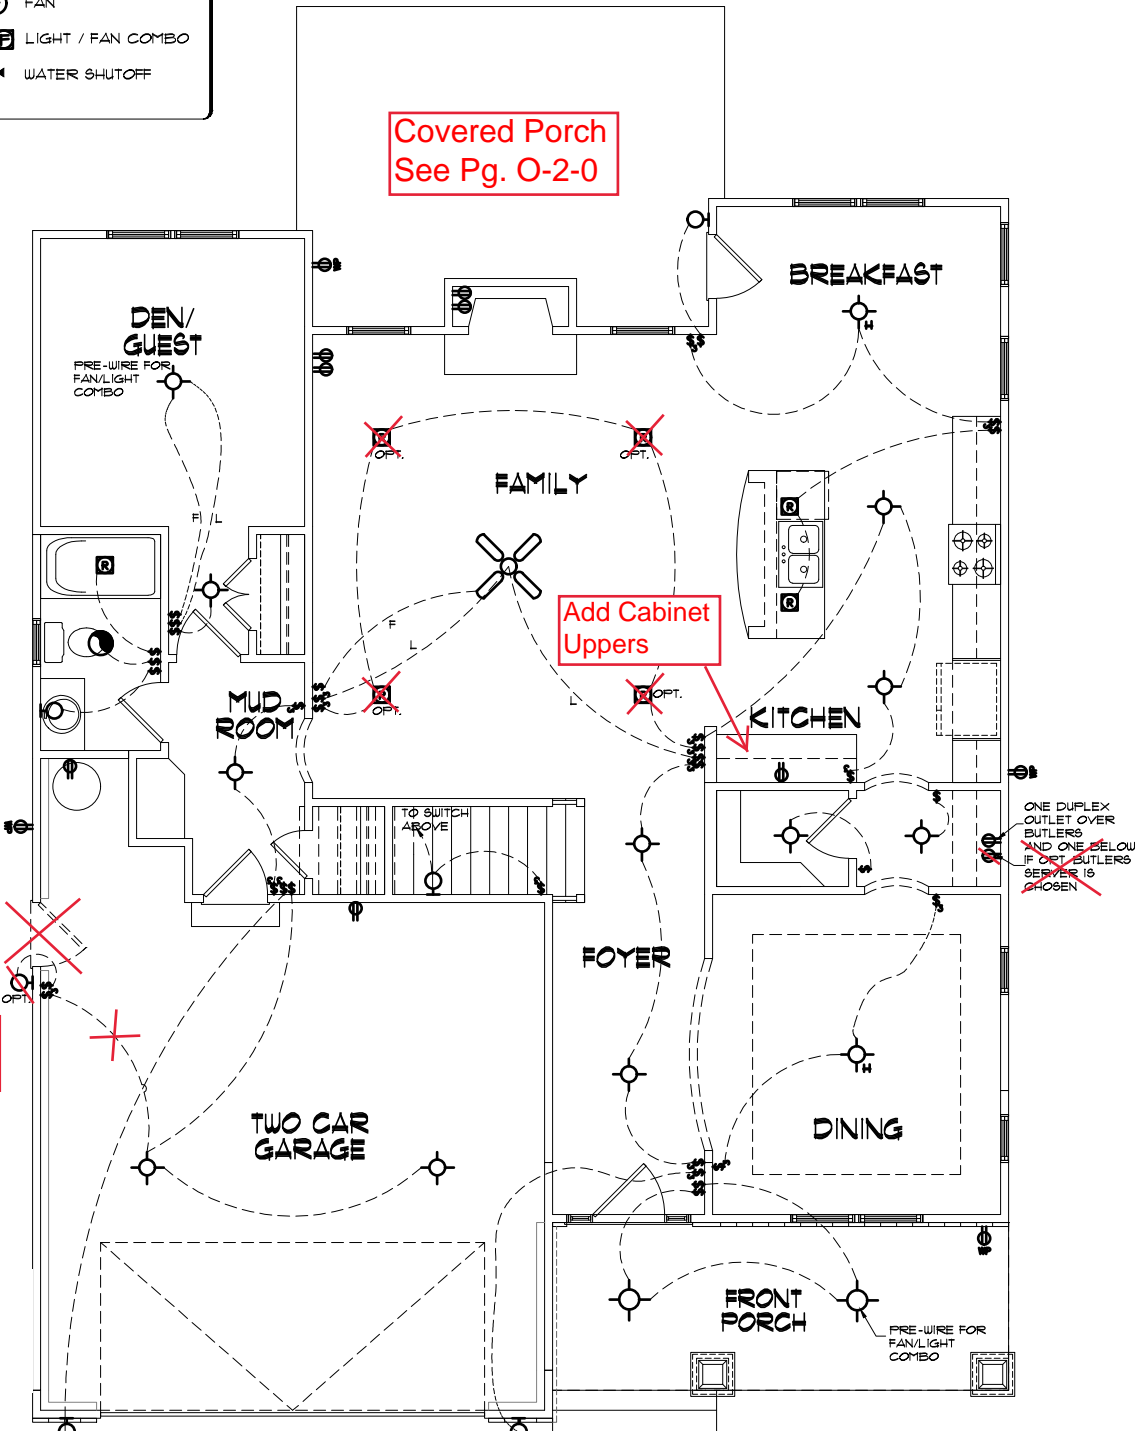 FAN
LIGHT / FAN COMBO
WATER SHUTOFF
Covered Porch
See Pg. O-2-0
BREAKFAST
H
DEN/
GUEST
PRE-WIRE FOR
FAN/LIGHT
COMBO
OPT.
OPT.
FAMILY
R
F L
R
R
Add Cabinet
Uppers
F
L
OPT.
OPT.
L
MUD
ROOM
KITCHEN
TO SWITCH
ABOVE
ONE DUPLEX
OUTLET OVER
BUTLERS
AND ONE BELOW
IF OPT BUTLERS
SERVER IS
CHOSEN
FOYER
OPT.
H
TWO CAR
GARAGE
DINING
WP
FRONT
PORCH
PRE-WIRE FOR
FAN/LIGHT
COMBO